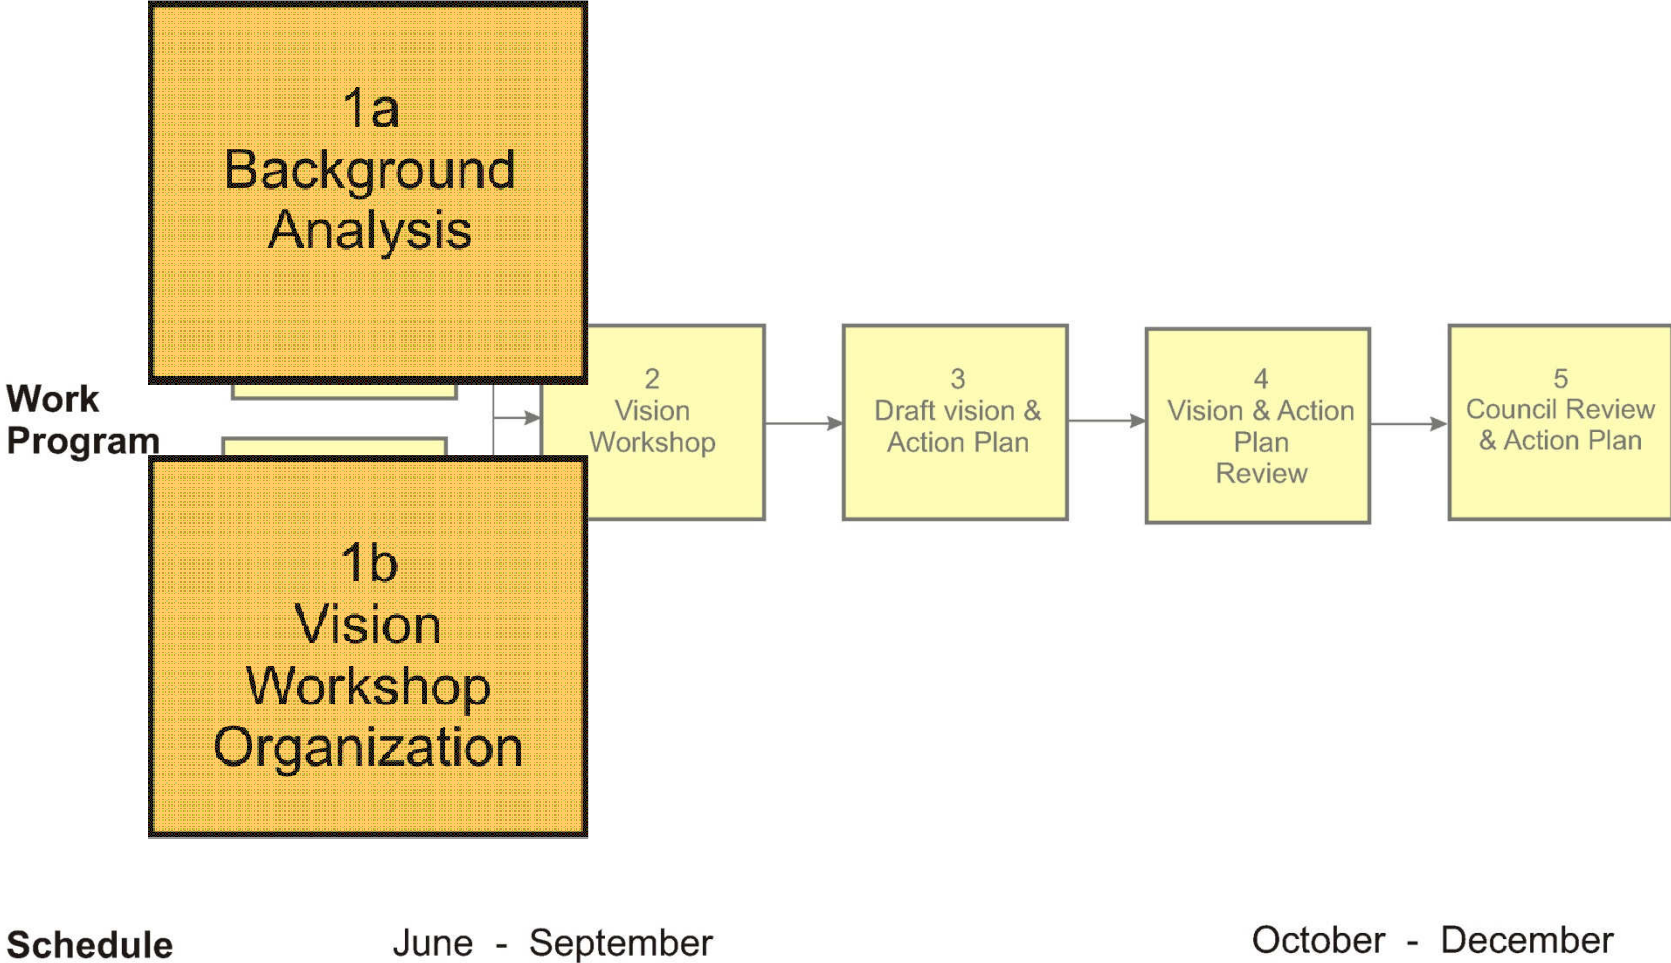 1a
Background
Analysis
Work
Program
1b
Vision
Workshop
Organization
2
Vision
Workshop
3
Draft vision &
Action Plan
4
Vision & Action
Plan
Review
5
Council Review
& Action Plan
Schedule
June - September
October - December